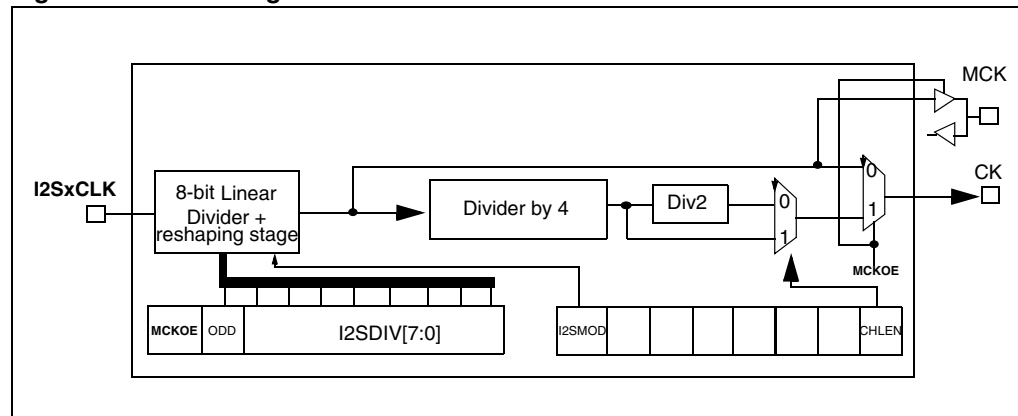 MCK
I2SxCLK
8-bit Linear
Divider +
reshaping stage
Divider by 4
Div2
0
1
0
1
CK
MCKOE
MCKOE
ODD
I2SDIV[7:0]
I2SMOD
CHLEN